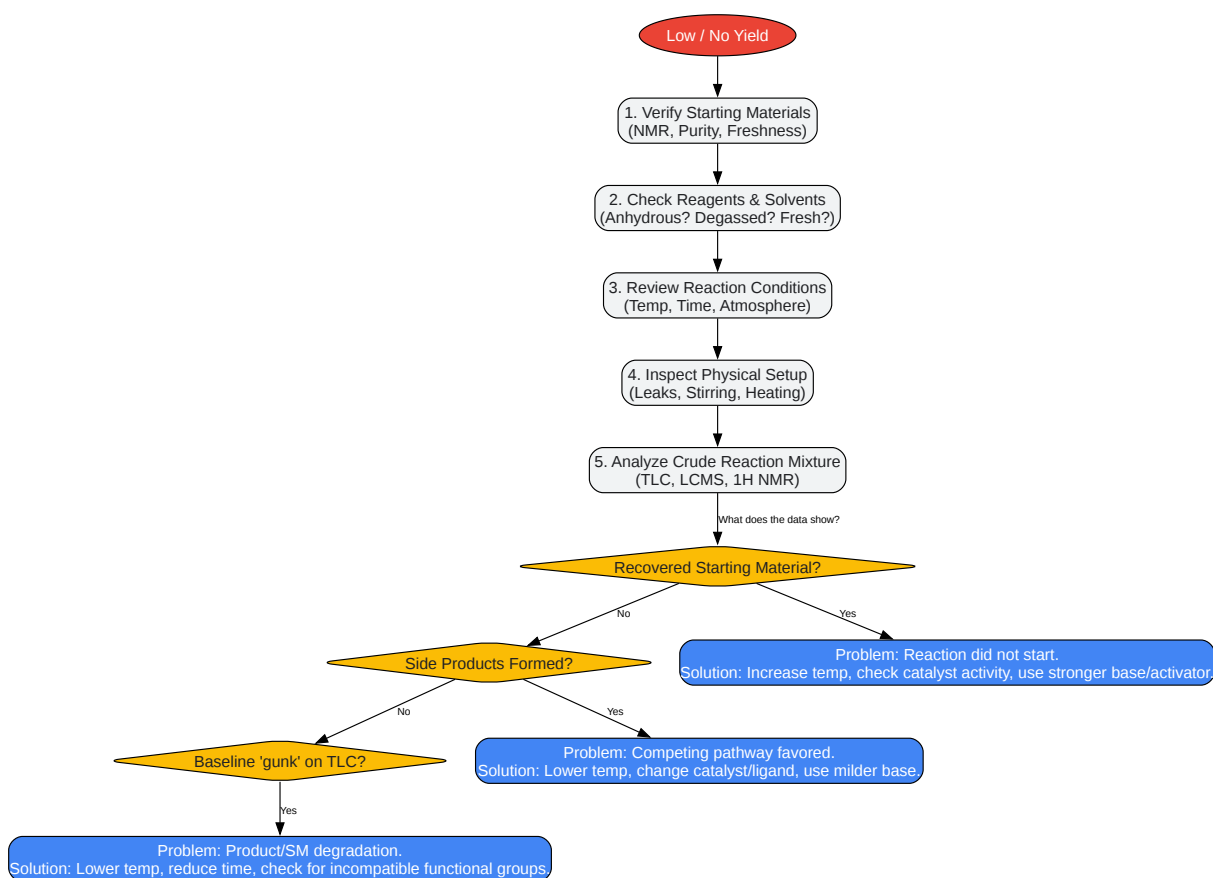 Low / No Yield
1. Verify Starting Materials
(NMR, Purity, Freshness)
2. Check Reagents & Solvents
(Anhydrous? Degassed? Fresh?)
3. Review Reaction Conditions
(Temp, Time, Atmosphere)
4. Inspect Physical Setup
(Leaks, Stirring, Heating)
5. Analyze Crude Reaction Mixture
(TLC, LCMS, 1H NMR)
What does the data show?
Recovered Starting Material?
No
Yes
Side Products Formed?
Problem: Reaction did not start.
Solution: Increase temp, check catalyst activity, use stronger base/activator.
No
Yes
Baseline 'gunk' on TLC?
Problem: Competing pathway favored.
Solution: Lower temp, change catalyst/ligand, use milder base.
Yes
Problem: Product/SM degradation.
Solution: Lower temp, reduce time, check for incompatible functional groups.